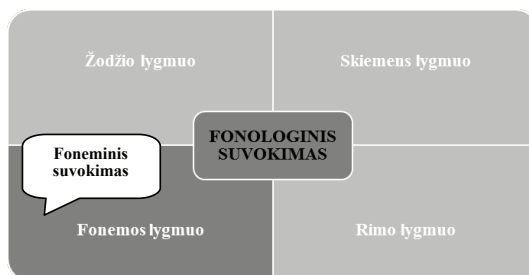 Žodžio lygmuo
Skiemens lygmuo
FONOLOGINIS
SUVOKIMAS
Foneminis
suvokimas
Fonemos lygmuo
Rimo lygmuo